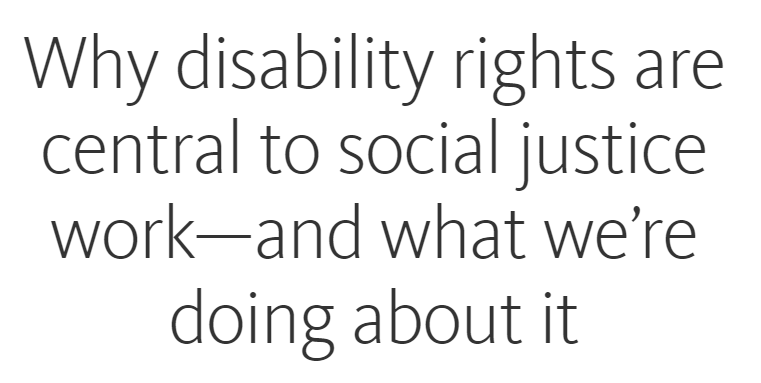 Why disability rights are
central to social justice
work—and what we’re
doing about it